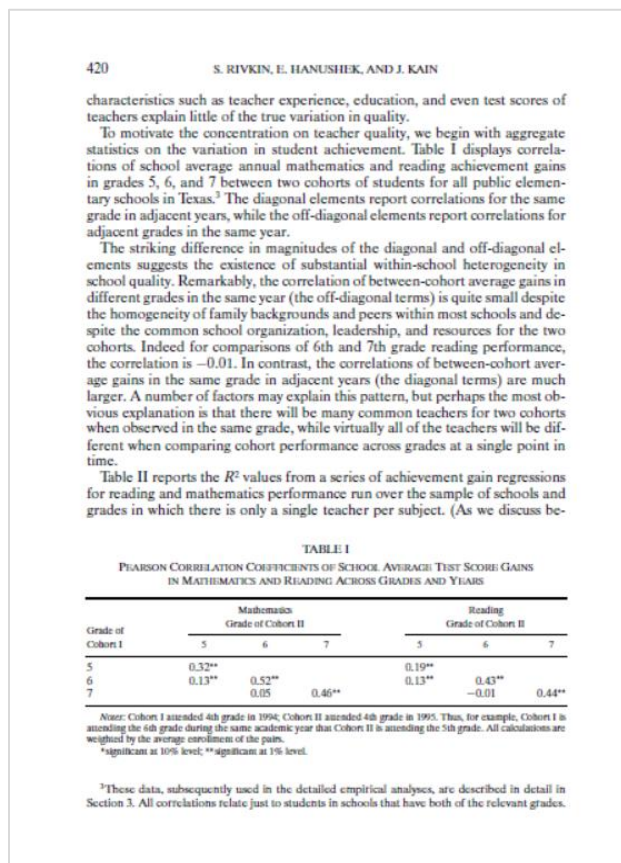 420 S. RIVKIN, E. HANUSHEK, AND J. KAIN
characteristics such as teacher experience, education, and even test scores of
teachers explain little of the true variation in quality.
To motivate the concentration on teacher quality, we begin with aggregate
statistics on the variation in student achievement. Table I displays correla-
tions of school average annual mathematics and reading achievement gains
in grades 5, 6, and 7 between two cohorts of students for all public elemen-
tary schools in Texas.³ The diagonal elements report correlations for the same
grade in adjacent years, while the off-diagonal elements report correlations for
adjacent grades in the same year.
The striking difference in magnitudes of the diagonal and off-diagonal el-
ements suggests the existence of substantial within-school heterogeneity in
school quality. Remarkably, the correlation of between-cohort average gains in
different grades in the same year (the off-diagonal terms) is quite small despite
the homogeneity of family backgrounds and peers within most schools and de-
spite the common school organization, leadership, and resources for the two
cohorts. Indeed for comparisons of 6th and 7th grade reading performance,
the correlation is −0.01. In contrast, the correlations of between-cohort aver-
age gains in the same grade in adjacent years (the diagonal terms) are much
larger. A number of factors may explain this pattern, but perhaps the most ob-
vious explanation is that there will be many common teachers for two cohorts
when observed in the same grade, while virtually all of the teachers will be dif-
ferent when comparing cohort performance across grades at a single point in
time.
Table II reports the R² values from a series of achievement gain regressions
for reading and mathematics performance run over the sample of schools and
grades in which there is only a single teacher per subject. (As we discuss be-
TABLE I
PEARSON CORRELATION COEFFICIENTS OF SCHOOL AVERAGE TEST SCORE GAINS
IN MATHEMATICS AND READING ACROSS GRADES AND YEARS
Mathematics Reading
Grade of Cohort II Grade of Cohort II
Grade of
Cohort I 5 6 7 5 6 7
5 0.32** 0.19**
6 0.13** 0.52** 0.13** 0.43**
7 0.05 0.46** −0.01 0.44**
Notes: Cohort I attended 4th grade in 1994; Cohort II attended 4th grade in 1995. Thus, for example, Cohort I is
attending the 6th grade during the same academic year that Cohort II is attending the 5th grade. All calculations are
weighted by the average enrollment of the pairs.
*significant at 10% level; **significant at 1% level.
³These data, subsequently used in the detailed empirical analyses, are described in detail in
Section 3. All correlations relate just to students in schools that have both of the relevant grades.